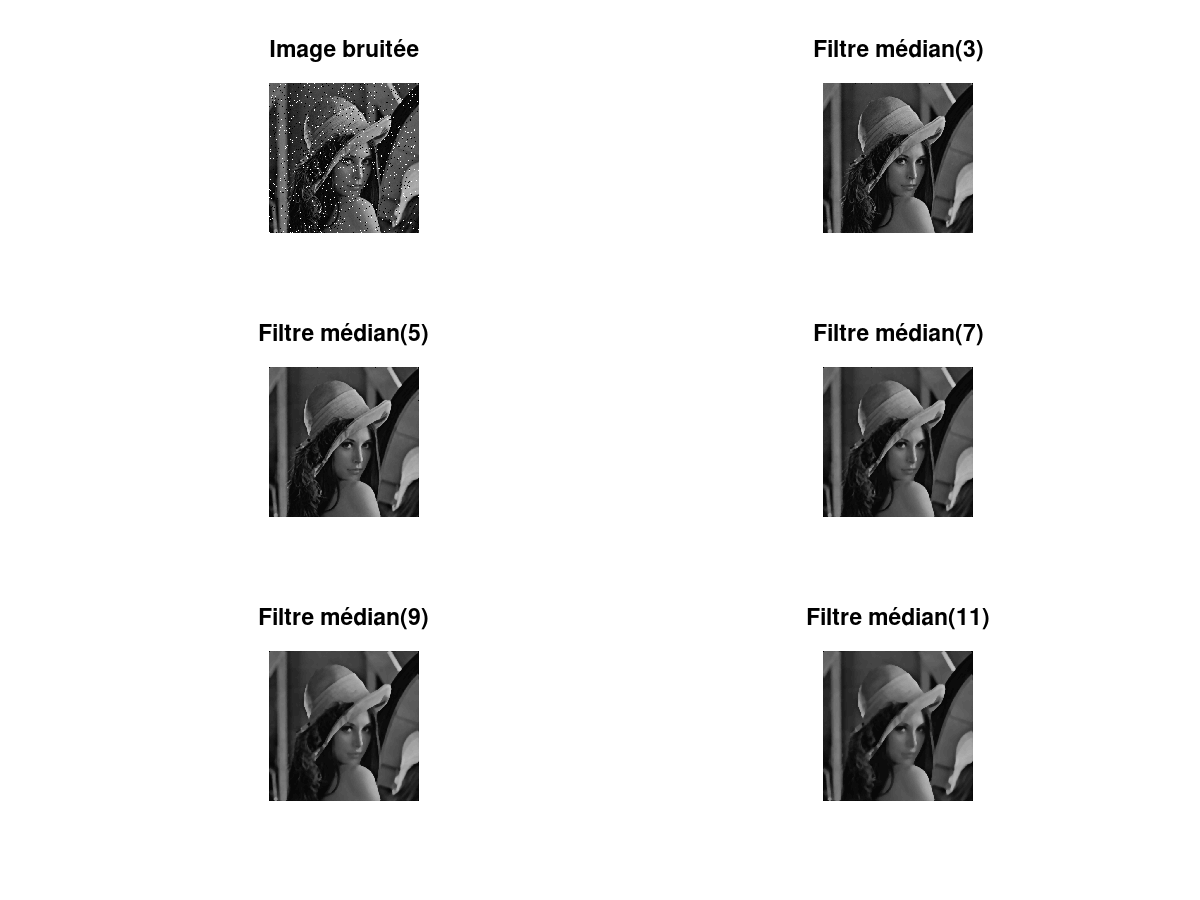 Image bruitée
Filtre médian(3)
Filtre médian(5)
Filtre médian(7)
Filtre médian(9)
Filtre médian(11)